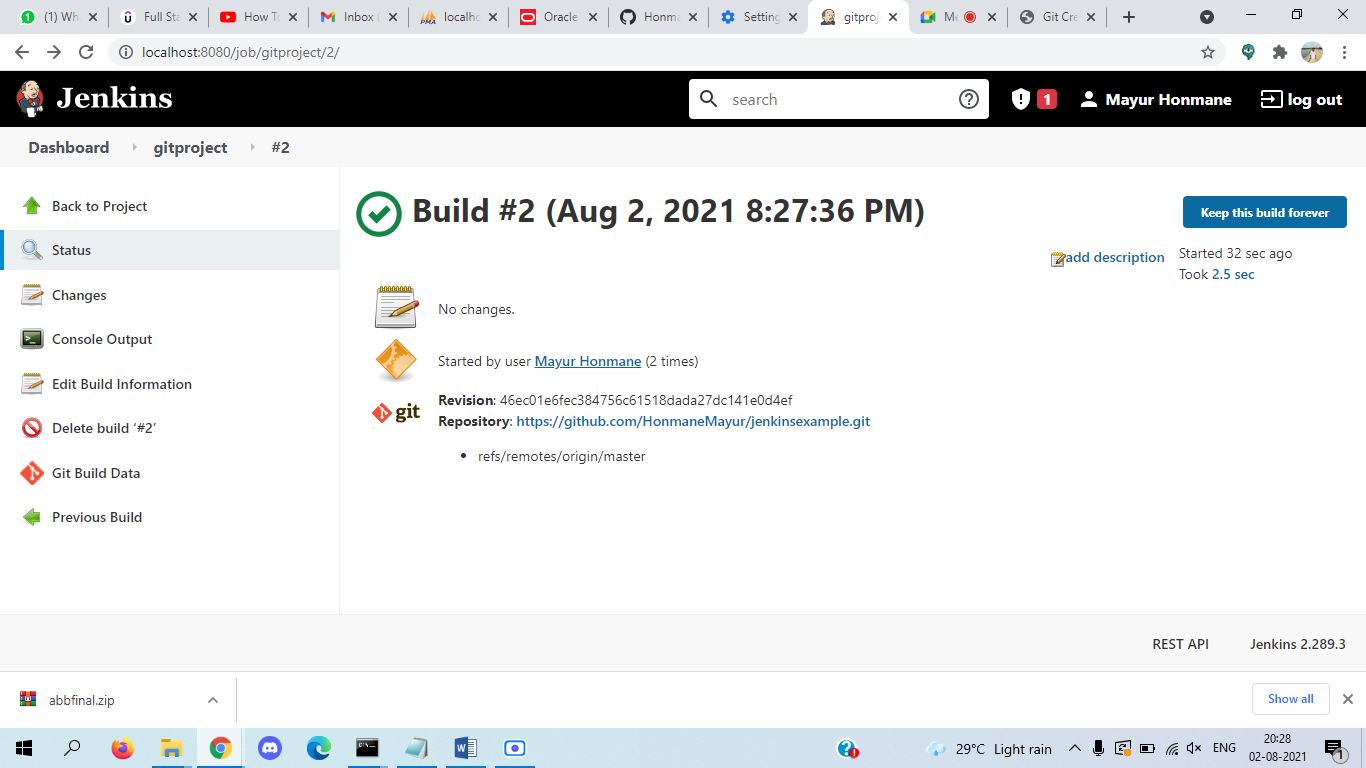 (1) Wh
Full Sta
How To
Inbox
localho
Oracle
Honma
Setting
gitproj
Me
Git Cre
localhost:8080/job/gitproject/2/
Jenkins
search
1
Mayur Honmane
log out
Dashboard
gitproject
#2
Back to Project
Status
Changes
Console Output
Edit Build Information
Delete build ‘#2’
Git Build Data
Previous Build
Build #2 (Aug 2, 2021 8:27:36 PM)
Keep this build forever
add description
Started 32 sec ago
Took 2.5 sec
No changes.
Started by user Mayur Honmane (2 times)
git
Revision: 46ec01e6fec384756c61518dada27dc141e0d4ef
Repository: https://github.com/HonmaneMayur/jenkinsexample.git
refs/remotes/origin/master
REST API
Jenkins 2.289.3
abbfinal.zip
Show all
29°C Light rain
ENG
20:28
02-08-2021
1